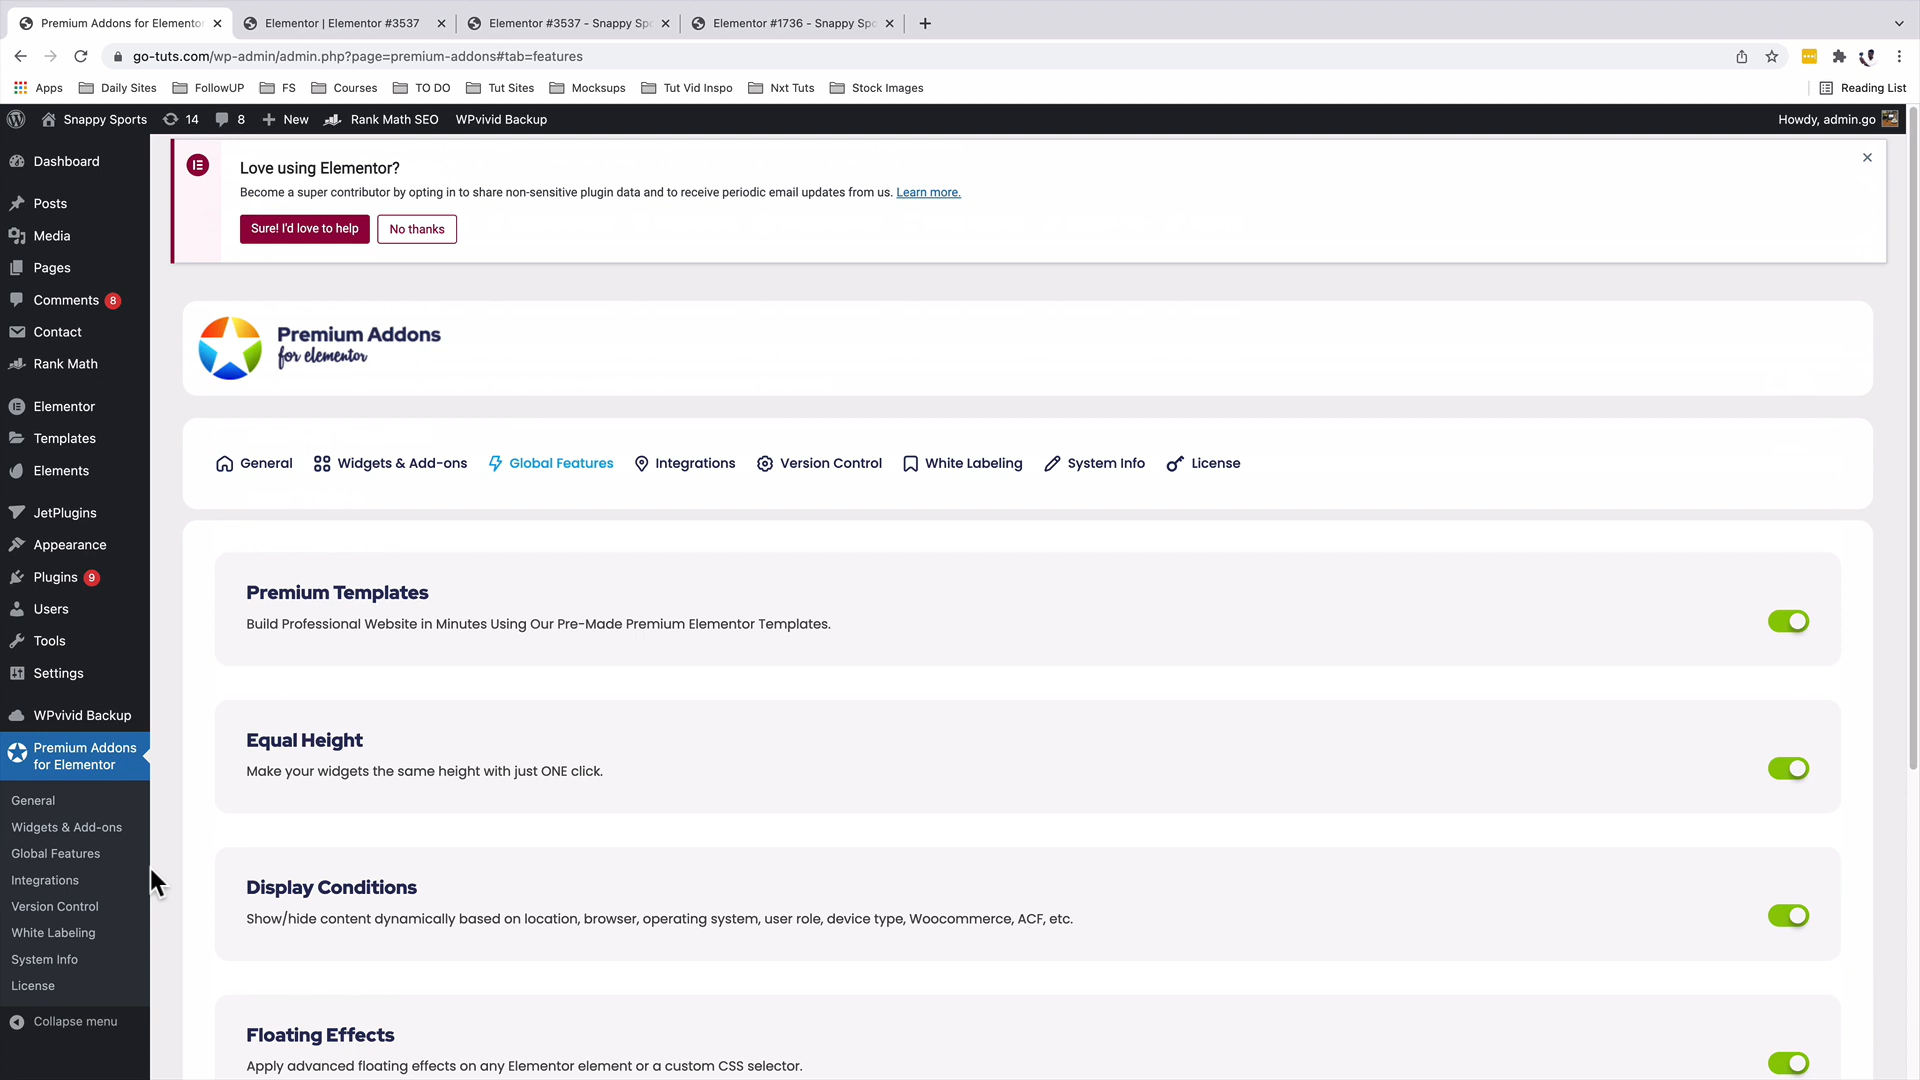 Premium Addons for Elementor
Elementor | Elementor #3537
Elementor #3537 - Snappy Spo
Elementor #1736 - Snappy Spo
go-tuts.com/wp-admin/admin.php?page=premium-addons#tab=features
Apps
Daily Sites
FollowUP
FS
Courses
TO DO
Tut Sites
Mocksups
Tut Vid Inspo
Nxt Tuts
Stock Images
Reading List
Snappy Sports
14
8
New
Rank Math SEO
WPvivid Backup
Howdy, admin.go
Dashboard
Posts
Media
Pages
Comments 8
Contact
Rank Math
Elementor
Templates
Elements
JetPlugins
Appearance
Plugins 9
Users
Tools
Settings
WPvivid Backup
Premium Addons
for Elementor
General
Widgets & Add-ons
Global Features
Integrations
Version Control
White Labeling
System Info
License
Collapse menu
Love using Elementor?
Become a super contributor by opting in to share non-sensitive plugin data and to receive periodic email updates from us. Learn more.
Sure! I'd love to help
No thanks
Premium Addons
for elementor
General
Widgets & Add-ons
Global Features
Integrations
Version Control
White Labeling
System Info
License
Premium Templates
Build Professional Website in Minutes Using Our Pre-Made Premium Elementor Templates.
Equal Height
Make your widgets the same height with just ONE click.
Display Conditions
Show/hide content dynamically based on location, browser, operating system, user role, device type, Woocommerce, ACF, etc.
Floating Effects
Apply advanced floating effects on any Elementor element or a custom CSS selector.